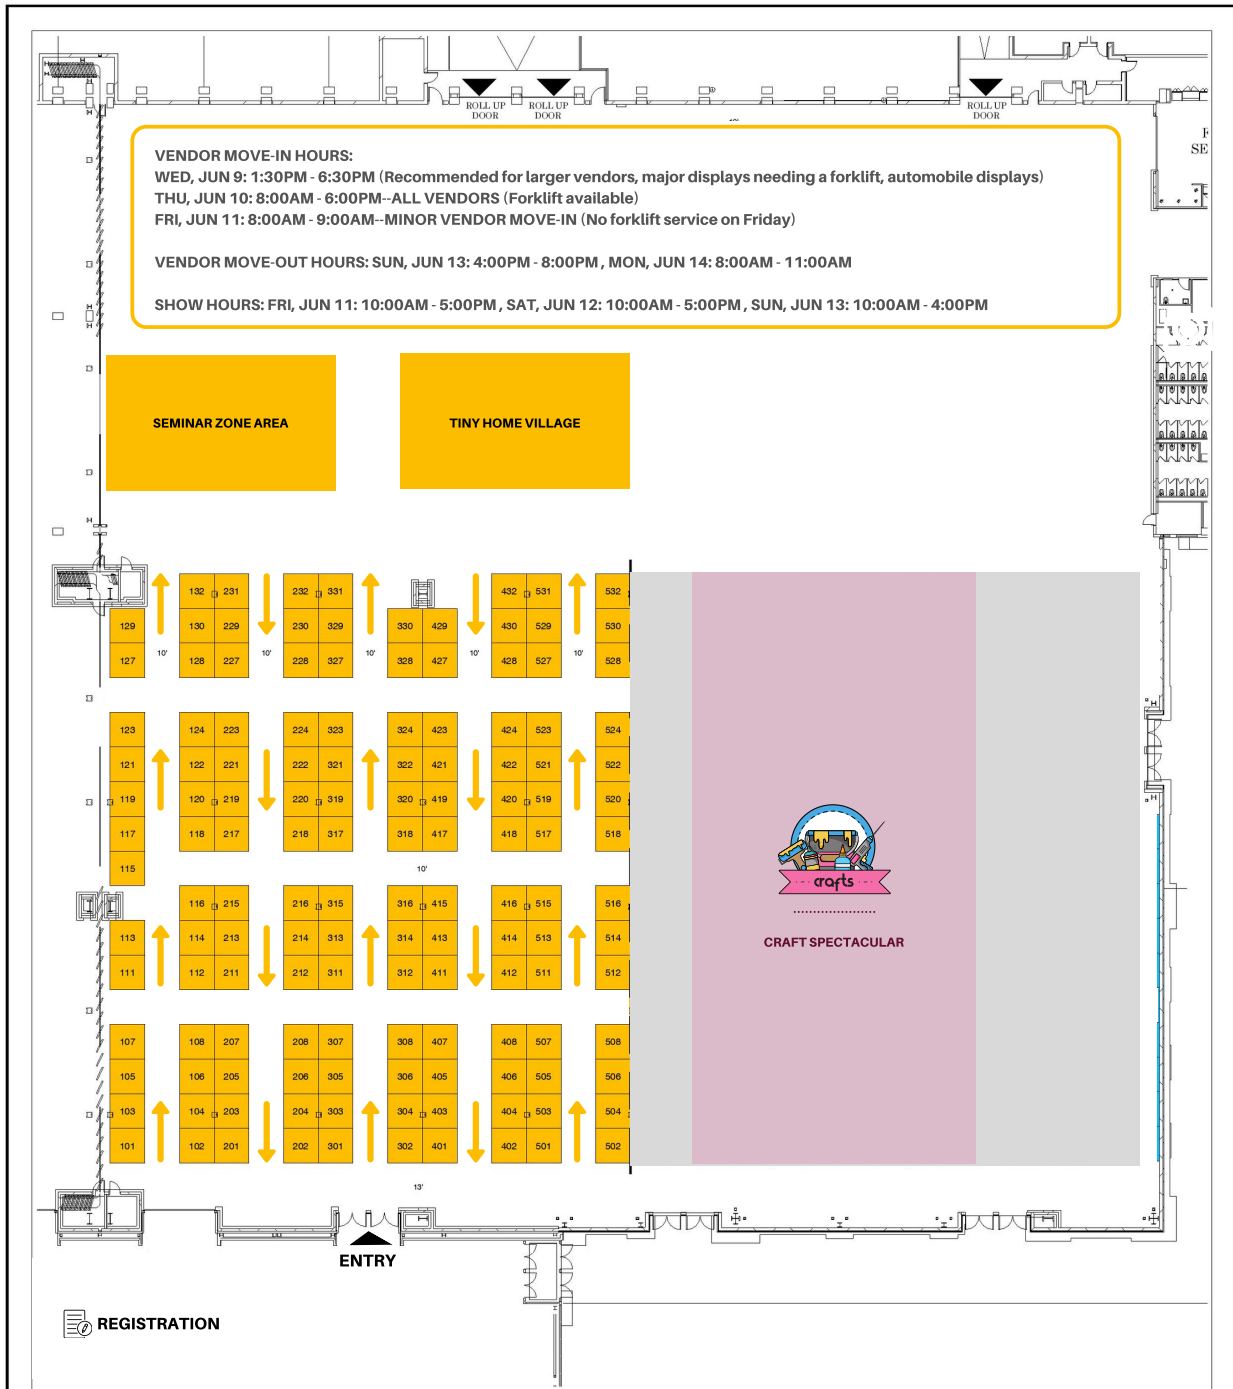 ROLL UP
DOOR
ROLL UP
DOOR
ROLL UP
DOOR
VENDOR MOVE-IN HOURS:
WED, JUN 9: 1:30PM - 6:30PM (Recommended for larger vendors, major displays needing a forklift, automobile displays)
THU, JUN 10: 8:00AM - 6:00PM--ALL VENDORS (Forklift available)
FRI, JUN 11: 8:00AM - 9:00AM--MINOR VENDOR MOVE-IN (No forklift service on Friday)
VENDOR MOVE-OUT HOURS: SUN, JUN 13: 4:00PM - 8:00PM , MON, JUN 14: 8:00AM - 11:00AM
SHOW HOURS: FRI, JUN 11: 10:00AM - 5:00PM , SAT, JUN 12: 10:00AM - 5:00PM , SUN, JUN 13: 10:00AM - 4:00PM
SEMINAR ZONE AREA
TINY HOME VILLAGE
132 231 232 331 432 531 532
129 130 229 230 329 330 429 430 529 530
127 128 227 228 327 328 427 428 527 528
10' 10' 10' 10' 10'
123 124 223 224 323 324 423 424 523 524
121 122 221 222 321 322 421 422 521 522
119 120 219 220 319 320 419 420 519 520
117 118 217 218 317 318 417 418 517 518
115
10'
116 215 216 315 316 415 416 515 516
113 114 213 214 313 314 413 414 513 514
111 112 211 212 311 312 411 412 511 512
107 108 207 208 307 308 407 408 507 508
105 106 205 206 305 306 405 406 505 506
103 104 203 204 303 304 403 404 503 504
101 102 201 202 301 302 401 402 501 502
13'
crafts
CRAFT SPECTACULAR
ENTRY
REGISTRATION